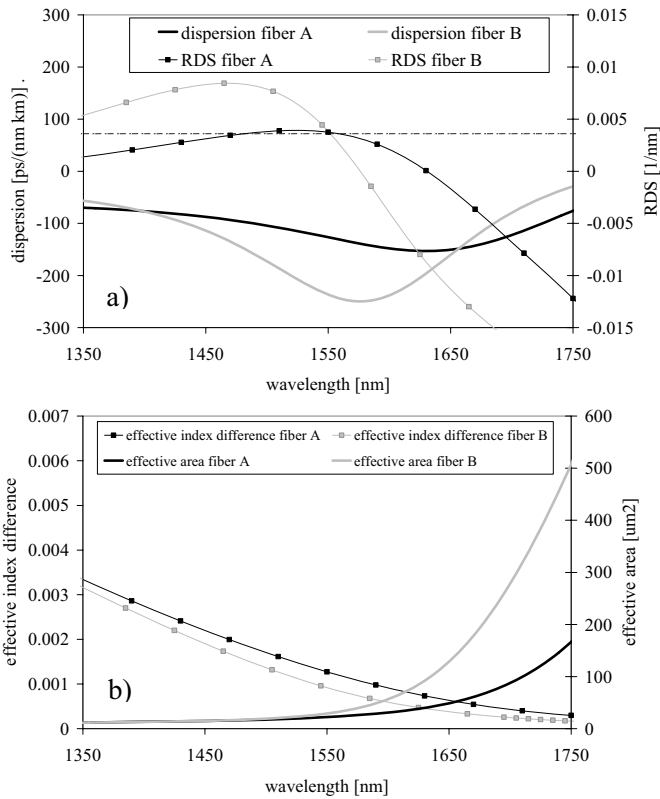 dispersion fiber A
dispersion fiber B
RDS fiber A
RDS fiber B
300
200
100
0
-100
-200
-300
dispersion [ps/(nm km)] .
0.015
0.01
0.005
0
-0.005
-0.01
-0.015
RDS [1/nm]
a)
1350 1450 1550 1650 1750
wavelength [nm]
effective index difference fiber A
effective index difference fiber B
effective area fiber A
effective area fiber B
0.007
0.006
0.005
0.004
0.003
0.002
0.001
0
effective index difference
600
500
400
300
200
100
0
effective area [um2]
b)
1350 1450 1550 1650 1750
wavelength [nm]